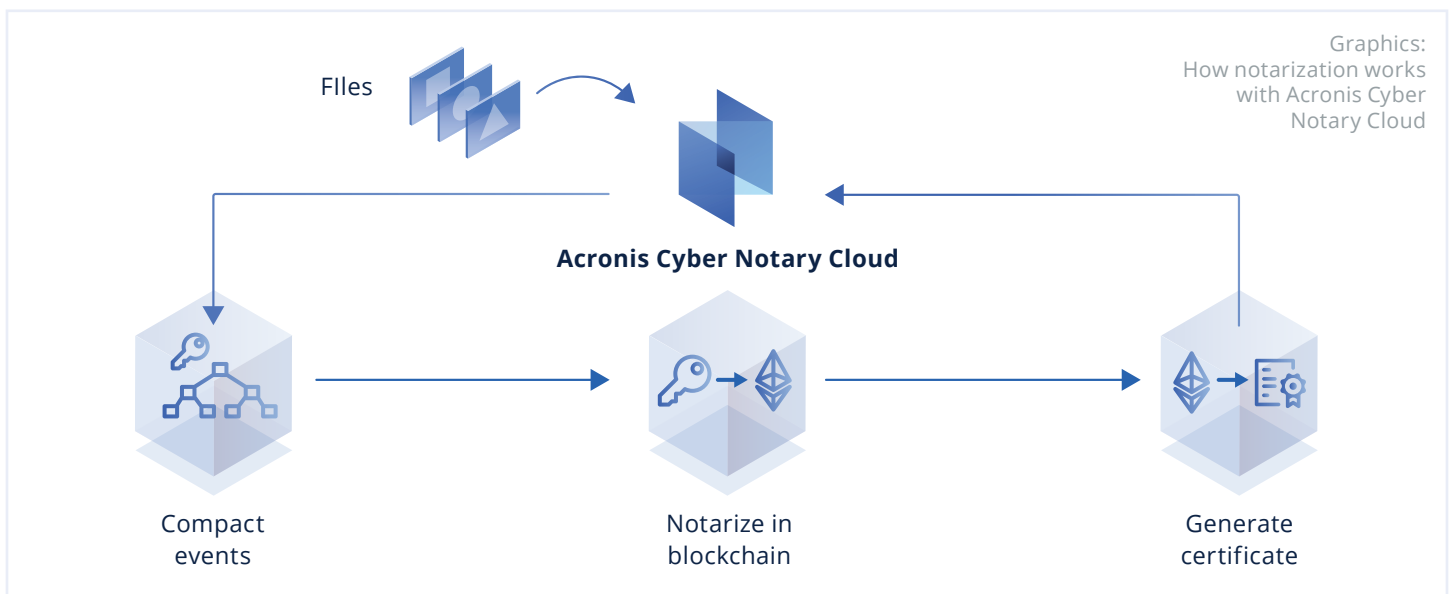 FIles
Graphics:
How notarization works
with Acronis Cyber
Notary Cloud
Acronis Cyber Notary Cloud
Compact
events
Notarize in
blockchain
Generate
certificate